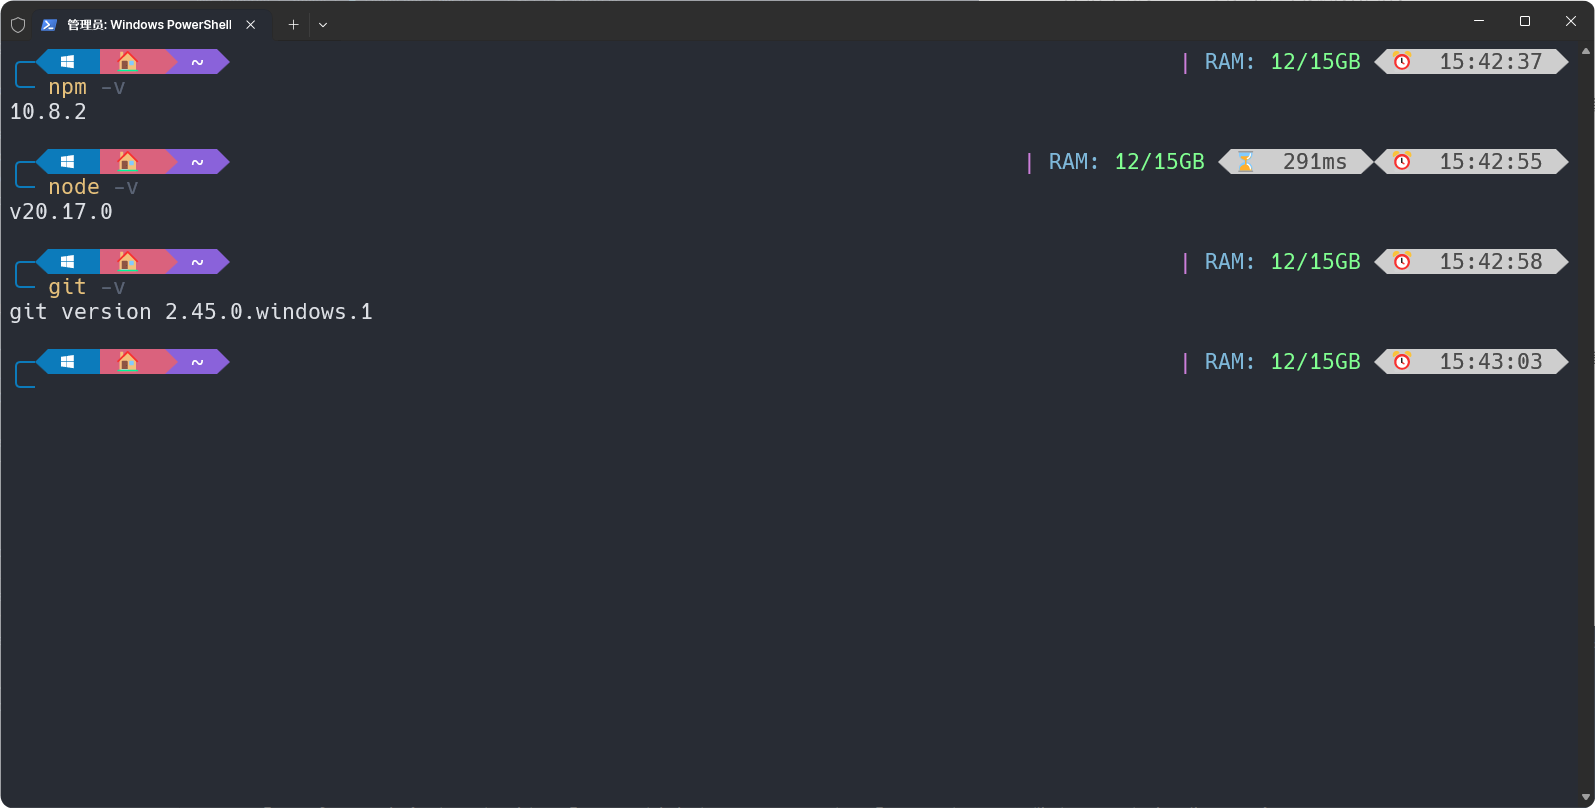 管理员: Windows PowerShell
~ | RAM: 12/15GB 15:42:37
npm -v
10.8.2
~ | RAM: 12/15GB 291ms 15:42:55
node -v
v20.17.0
~ | RAM: 12/15GB 15:42:58
git -v
git version 2.45.0.windows.1
~ | RAM: 12/15GB 15:43:03